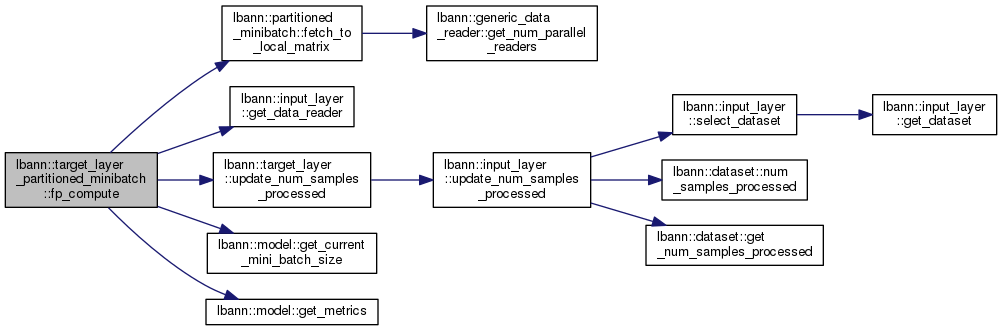 lbann::target_layer
_partitioned_minibatch
::fp_compute
lbann::partitioned
_minibatch::fetch_to
_local_matrix
lbann::generic_data
_reader::get_num_parallel
_readers
lbann::input_layer
::get_data_reader
lbann::target_layer
::update_num_samples
_processed
lbann::input_layer
::update_num_samples
_processed
lbann::input_layer
::select_dataset
lbann::input_layer
::get_dataset
lbann::dataset::num
_samples_processed
lbann::dataset::get
_num_samples_processed
lbann::model::get_current
_mini_batch_size
lbann::model::get_metrics